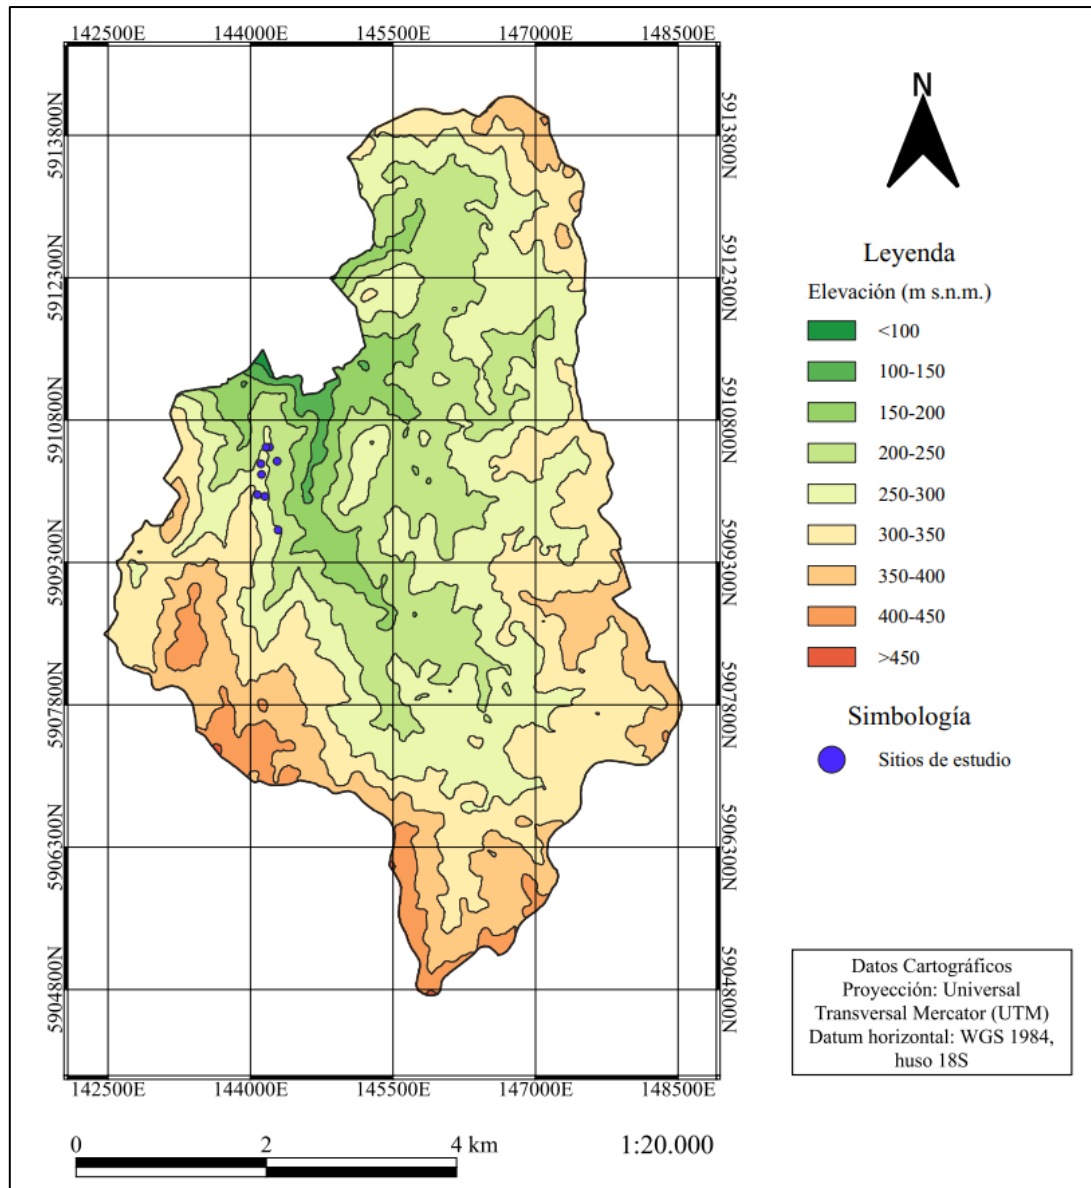 142500E 144000E 145500E 147000E 148500E
5913800N
5912300N
5910800N
5909300N
5907800N
5906300N
5904800N
5913800N
5912300N
5910800N
5909300N
5907800N
5906300N
5904800N
142500E 144000E 145500E 147000E 148500E
0 2 4 km
1:20.000
N
Leyenda
Elevación (m s.n.m.)
<100
100-150
150-200
200-250
250-300
300-350
350-400
400-450
>450
Simbología
Sitios de estudio
Datos Cartográficos
Proyección: Universal
Transversal Mercator (UTM)
Datum horizontal: WGS 1984,
huso 18S